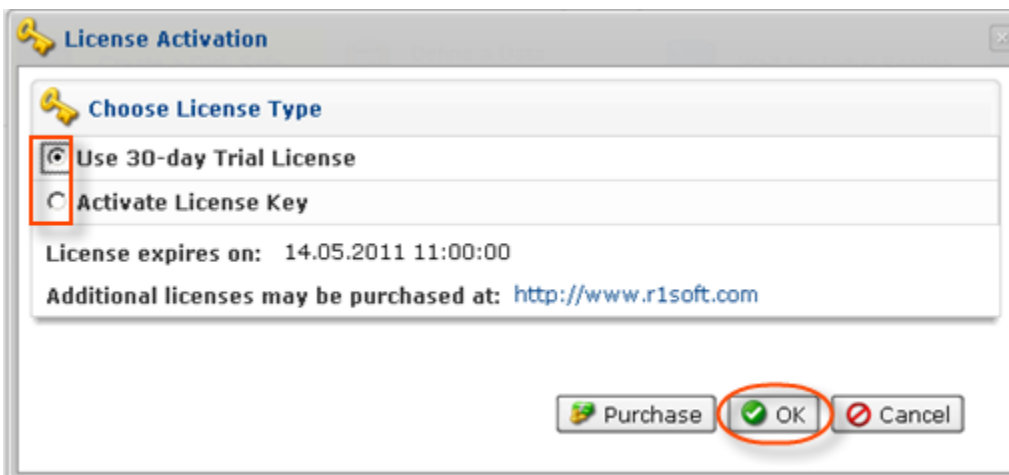 License Activation
Choose License Type
Use 30-day Trial License
Activate License Key
License expires on: 14.05.2011 11:00:00
Additional licenses may be purchased at: http://www.r1soft.com
Purchase OK Cancel